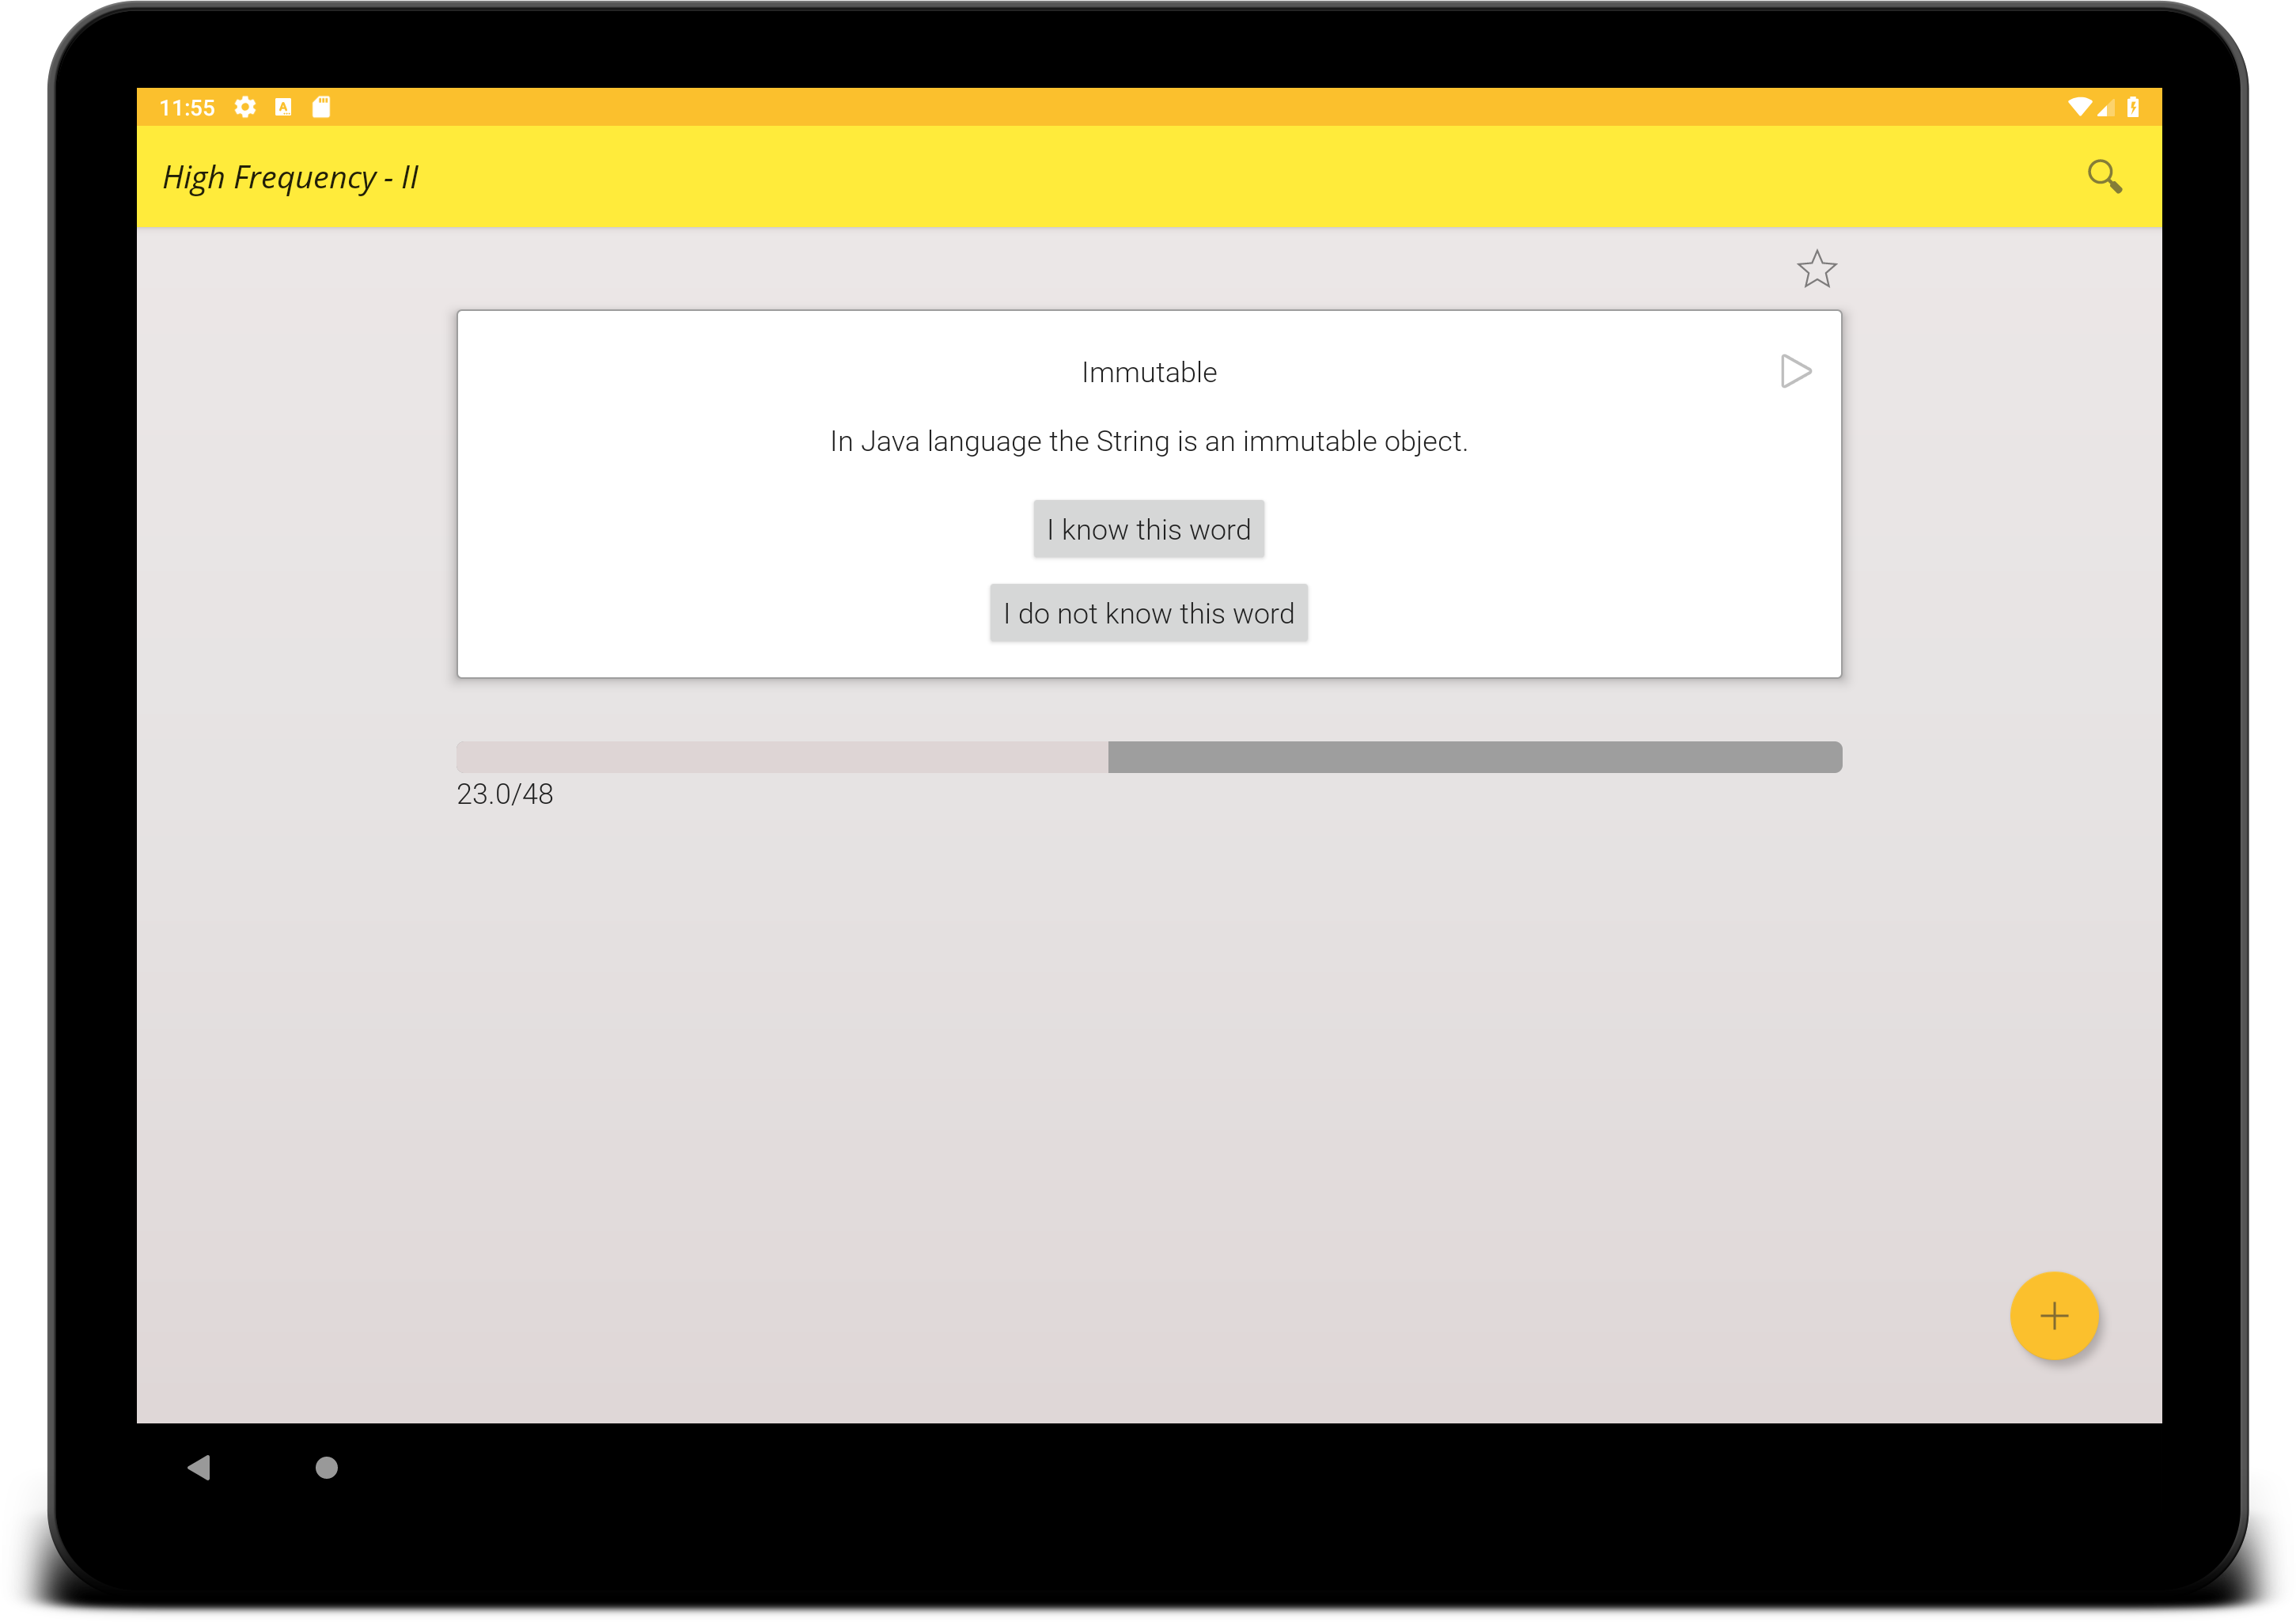 11:55
High Frequency - II
Immutable
In Java language the String is an immutable object.
I know this word
I do not know this word
23.0/48